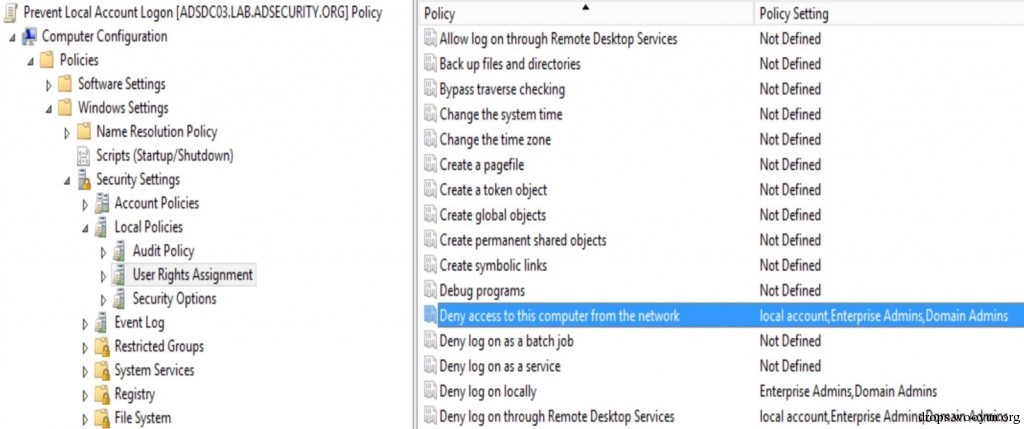 Prevent Local Account Logon [ADSDC03.LAB.ADSECURITY.ORG] Policy
Computer Configuration
Policies
Software Settings
Windows Settings
Name Resolution Policy
Scripts (Startup/Shutdown)
Security Settings
Account Policies
Local Policies
Audit Policy
User Rights Assignment
Security Options
Event Log
Restricted Groups
System Services
Registry
File System
Policy Policy Setting
Allow log on through Remote Desktop Services Not Defined
Back up files and directories Not Defined
Bypass traverse checking Not Defined
Change the system time Not Defined
Change the time zone Not Defined
Create a pagefile Not Defined
Create a token object Not Defined
Create global objects Not Defined
Create permanent shared objects Not Defined
Create symbolic links Not Defined
Debug programs Not Defined
Deny access to this computer from the network local account,Enterprise Admins,Domain Admins
Deny log on as a batch job Not Defined
Deny log on as a service Not Defined
Deny log on locally Enterprise Admins,Domain Admins
Deny log on through Remote Desktop Services local account,Enterprise Admins,Domain Admins